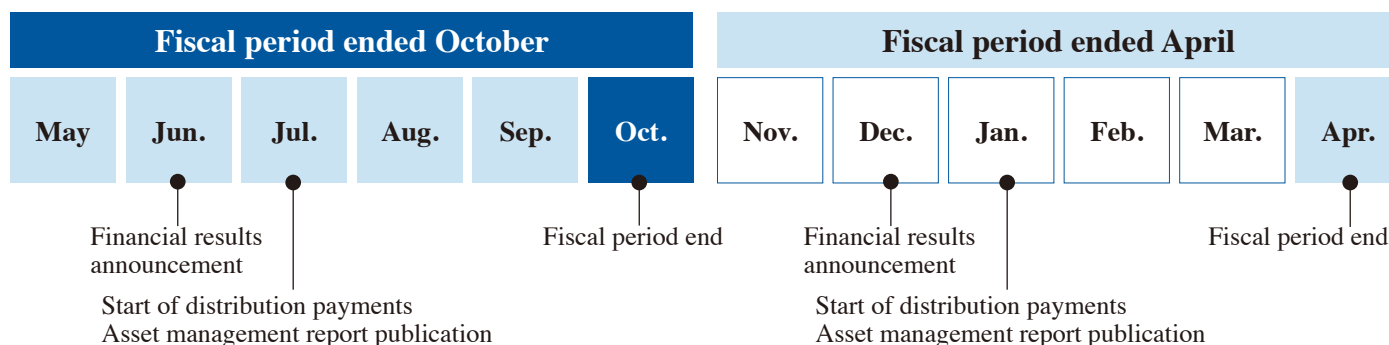 Fiscal period ended October
Fiscal period ended April
May
Jun.
Jul.
Aug.
Sep.
Oct.
Nov.
Dec.
Jan.
Feb.
Mar.
Apr.
Financial results
announcement
Fiscal period end
Financial results
announcement
Fiscal period end
Start of distribution payments
Asset management report publication
Start of distribution payments
Asset management report publication